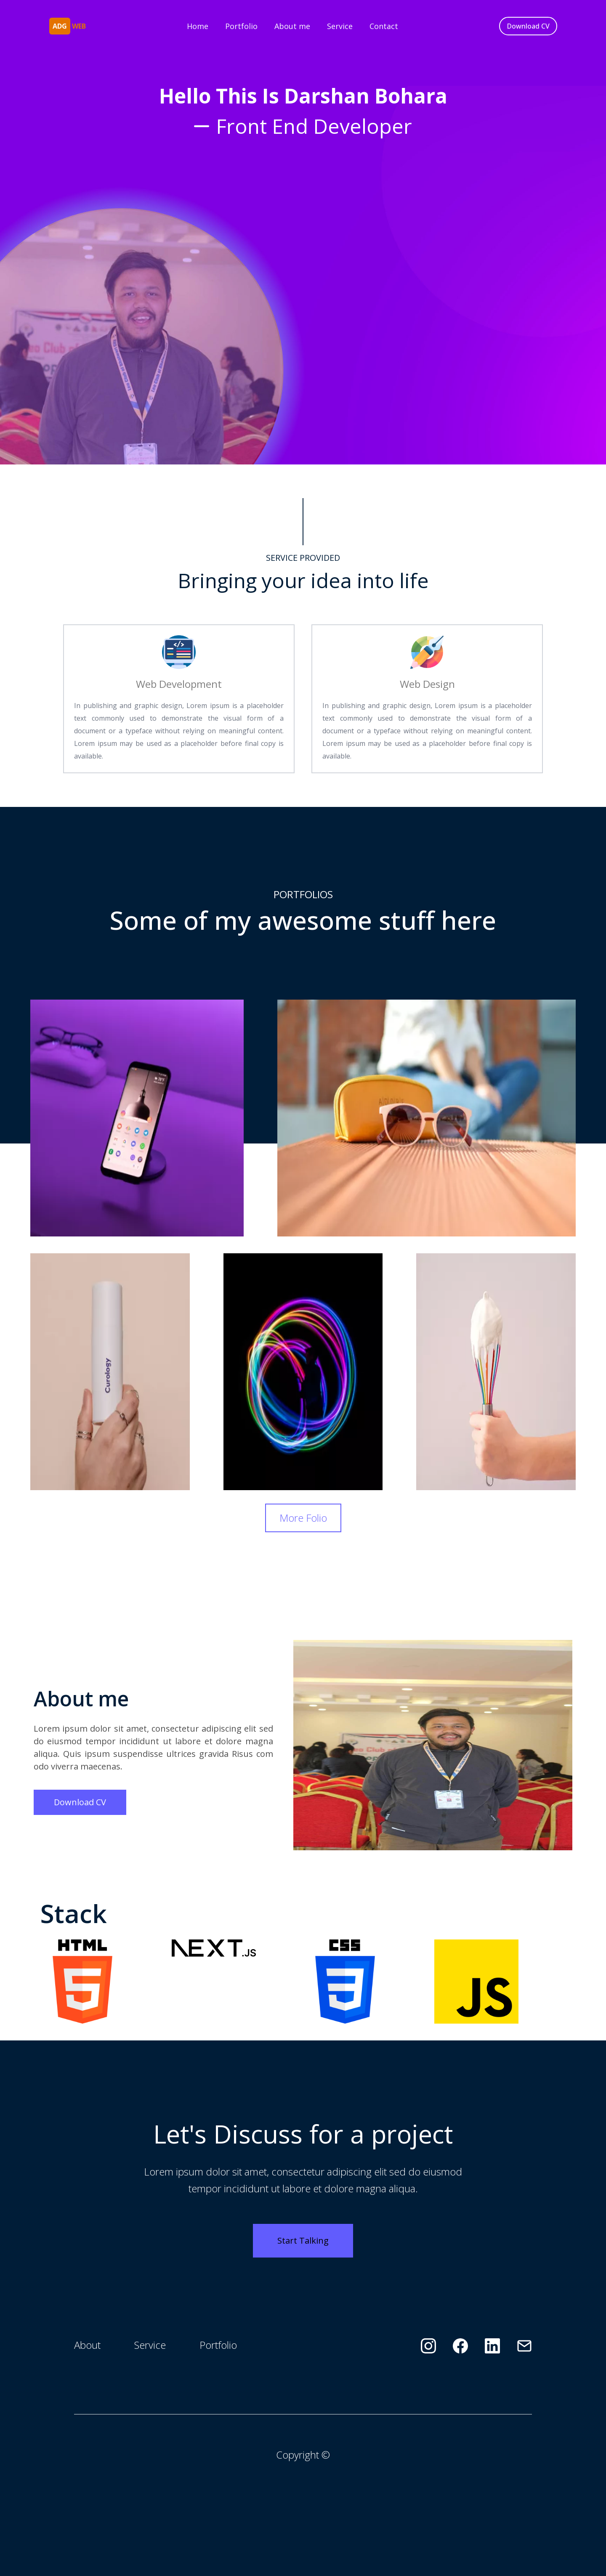 ADG WEB
Home Portfolio About me Service Contact
Download CV
Hello This Is Darshan Bohara
— Front End Developer
SERVICE PROVIDED
Bringing your idea into life
Web Development
In publishing and graphic design, Lorem ipsum is a placeholder
text commonly used to demonstrate the visual form of a
document or a typeface without relying on meaningful content.
Lorem ipsum may be used as a placeholder before final copy is
available.
Web Design
In publishing and graphic design, Lorem ipsum is a placeholder
text commonly used to demonstrate the visual form of a
document or a typeface without relying on meaningful content.
Lorem ipsum may be used as a placeholder before final copy is
available.
PORTFOLIOS
Some of my awesome stuff here
Curology
More Folio
About me
Lorem ipsum dolor sit amet, consectetur adipiscing elit sed
do eiusmod tempor incididunt ut labore et dolore magna
aliqua. Quis ipsum suspendisse ultrices gravida Risus com
odo viverra maecenas.
Download CV
Stack
HTML
5
NEXT.JS
CSS
3
JS
Let's Discuss for a project
Lorem ipsum dolor sit amet, consectetur adipiscing elit sed do eiusmod
tempor incididunt ut labore et dolore magna aliqua.
Start Talking
About Service Portfolio
in
Copyright ©